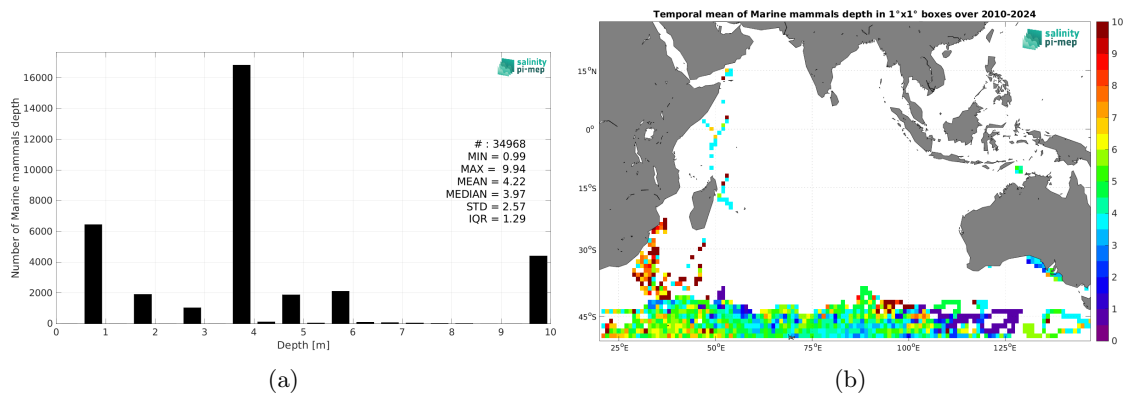 Temporal mean of Marine mammals depth in 1°x1° boxes over 2010-2024
salinity
pi-mep
16000
14000
12000
10000
8000
6000
4000
2000
0
Number of Marine mammals depth
# : 34968
MIN = 0.99
MAX = 9.94
MEAN = 4.22
MEDIAN = 3.97
STD = 2.57
IQR = 1.29
0 1 2 3 4 5 6 7 8 9 10
Depth [m]
(a)
salinity
pi-mep
15°N
0°
15°S
30°S
45°S
25°E 50°E 75°E 100°E 125°E
10
9
8
7
6
5
4
3
2
1
0
(b)